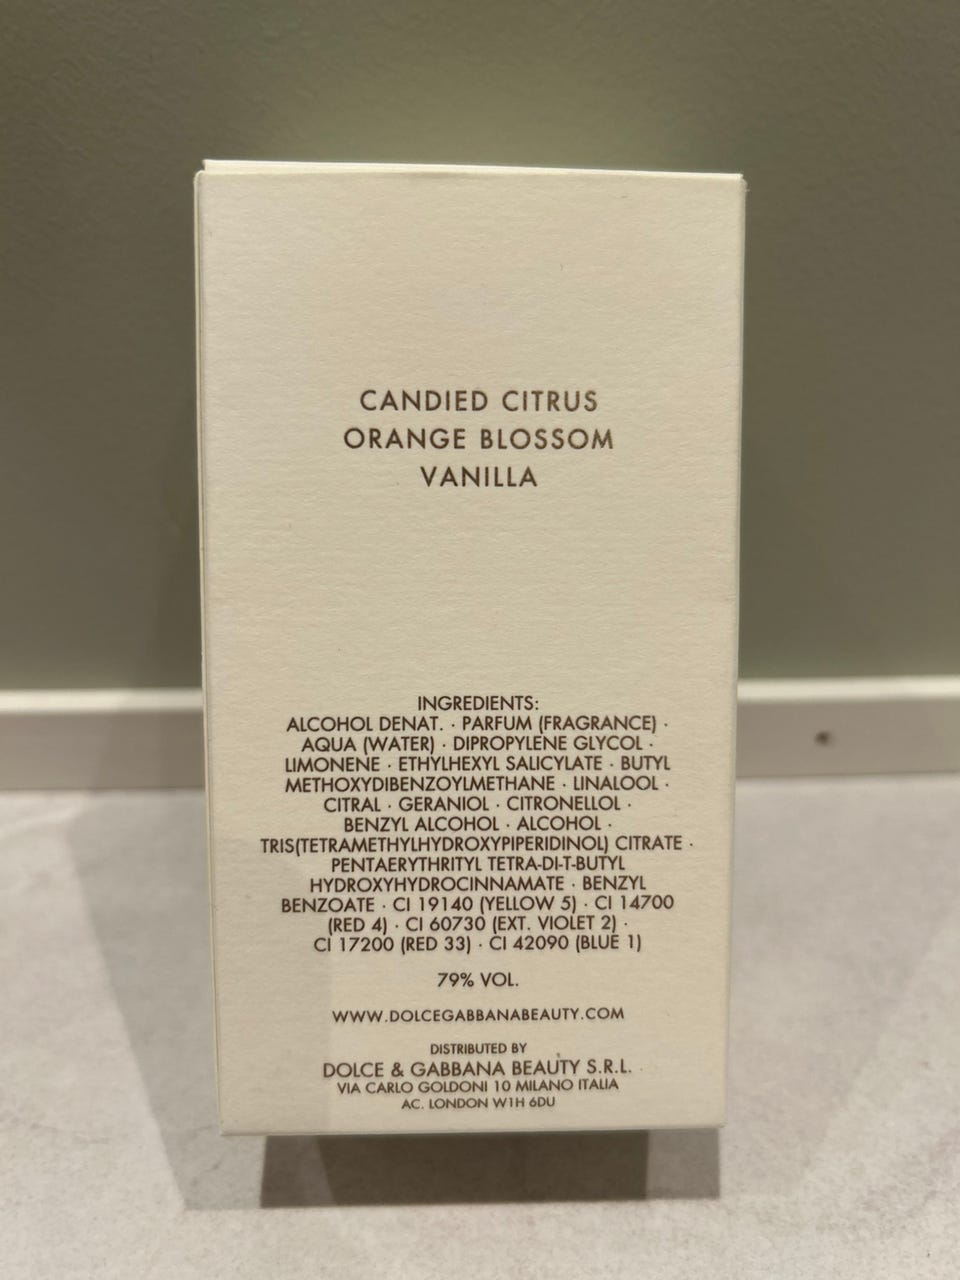 CANDIED CITRUS
ORANGE BLOSSOM
VANILLA
INGREDIENTS:
ALCOHOL DENAT. · PARFUM (FRAGRANCE) ·
AQUA (WATER) · DIPROPYLENE GLYCOL ·
LIMONENE · ETHYLHEXYL SALICYLATE · BUTYL
METHOXYDIBENZOYLMETHANE · LINALOOL ·
CITRAL · GERANIOL · CITRONELLOL ·
BENZYL ALCOHOL · ALCOHOL ·
TRIS(TETRAMETHYLHYDROXYPIPERIDINOL) CITRATE ·
PENTAERYTHRITYL TETRA-DI-T-BUTYL
HYDROXYHYDROCINNAMATE · BENZYL
BENZOATE · CI 19140 (YELLOW 5) · CI 14700
(RED 4) · CI 60730 (EXT. VIOLET 2) ·
CI 17200 (RED 33) · CI 42090 (BLUE 1)
79% VOL.
WWW.DOLCEGABBANABEAUTY.COM
DISTRIBUTED BY
DOLCE & GABBANA BEAUTY S.R.L.
VIA CARLO GOLDONI 10 MILANO ITALIA
AC. LONDON W1H 6DU